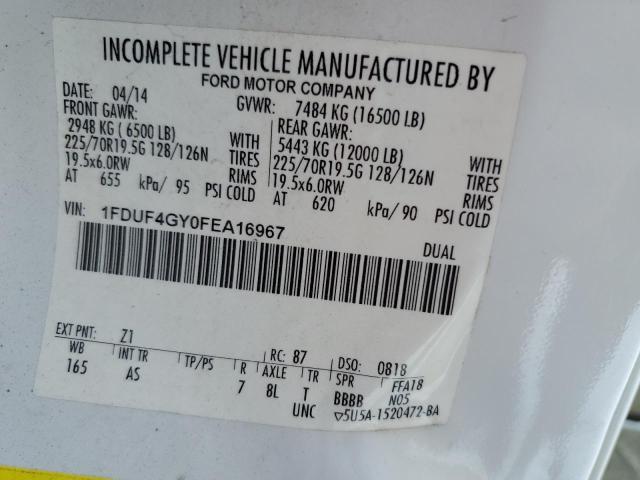 INCOMPLETE VEHICLE MANUFACTURED BY
FORD MOTOR COMPANY
DATE: 04/14 GVWR: 7484 KG (16500 LB)
FRONT GAWR: REAR GAWR:
2948 KG ( 6500 LB) WITH 5443 KG (12000 LB) WITH
225/70R19.5G 128/126N TIRES 225/70R19.5G 128/126N TIRES
19.5x6.0RW RIMS 19.5x6.0RW RIMS
AT 655 kPa/ 95 PSI COLD AT 620 kPa/ 90 PSI COLD
VIN: 1FDUF4GY0FEA16967
DUAL
EXT PNT: Z1 RC: 87 DSO: 0818
WB INT TR TP/PS R AXLE TR SPR FFA18
165 AS 7 8L T BBBB N05
UNC ▽5U5A-1520472-BA